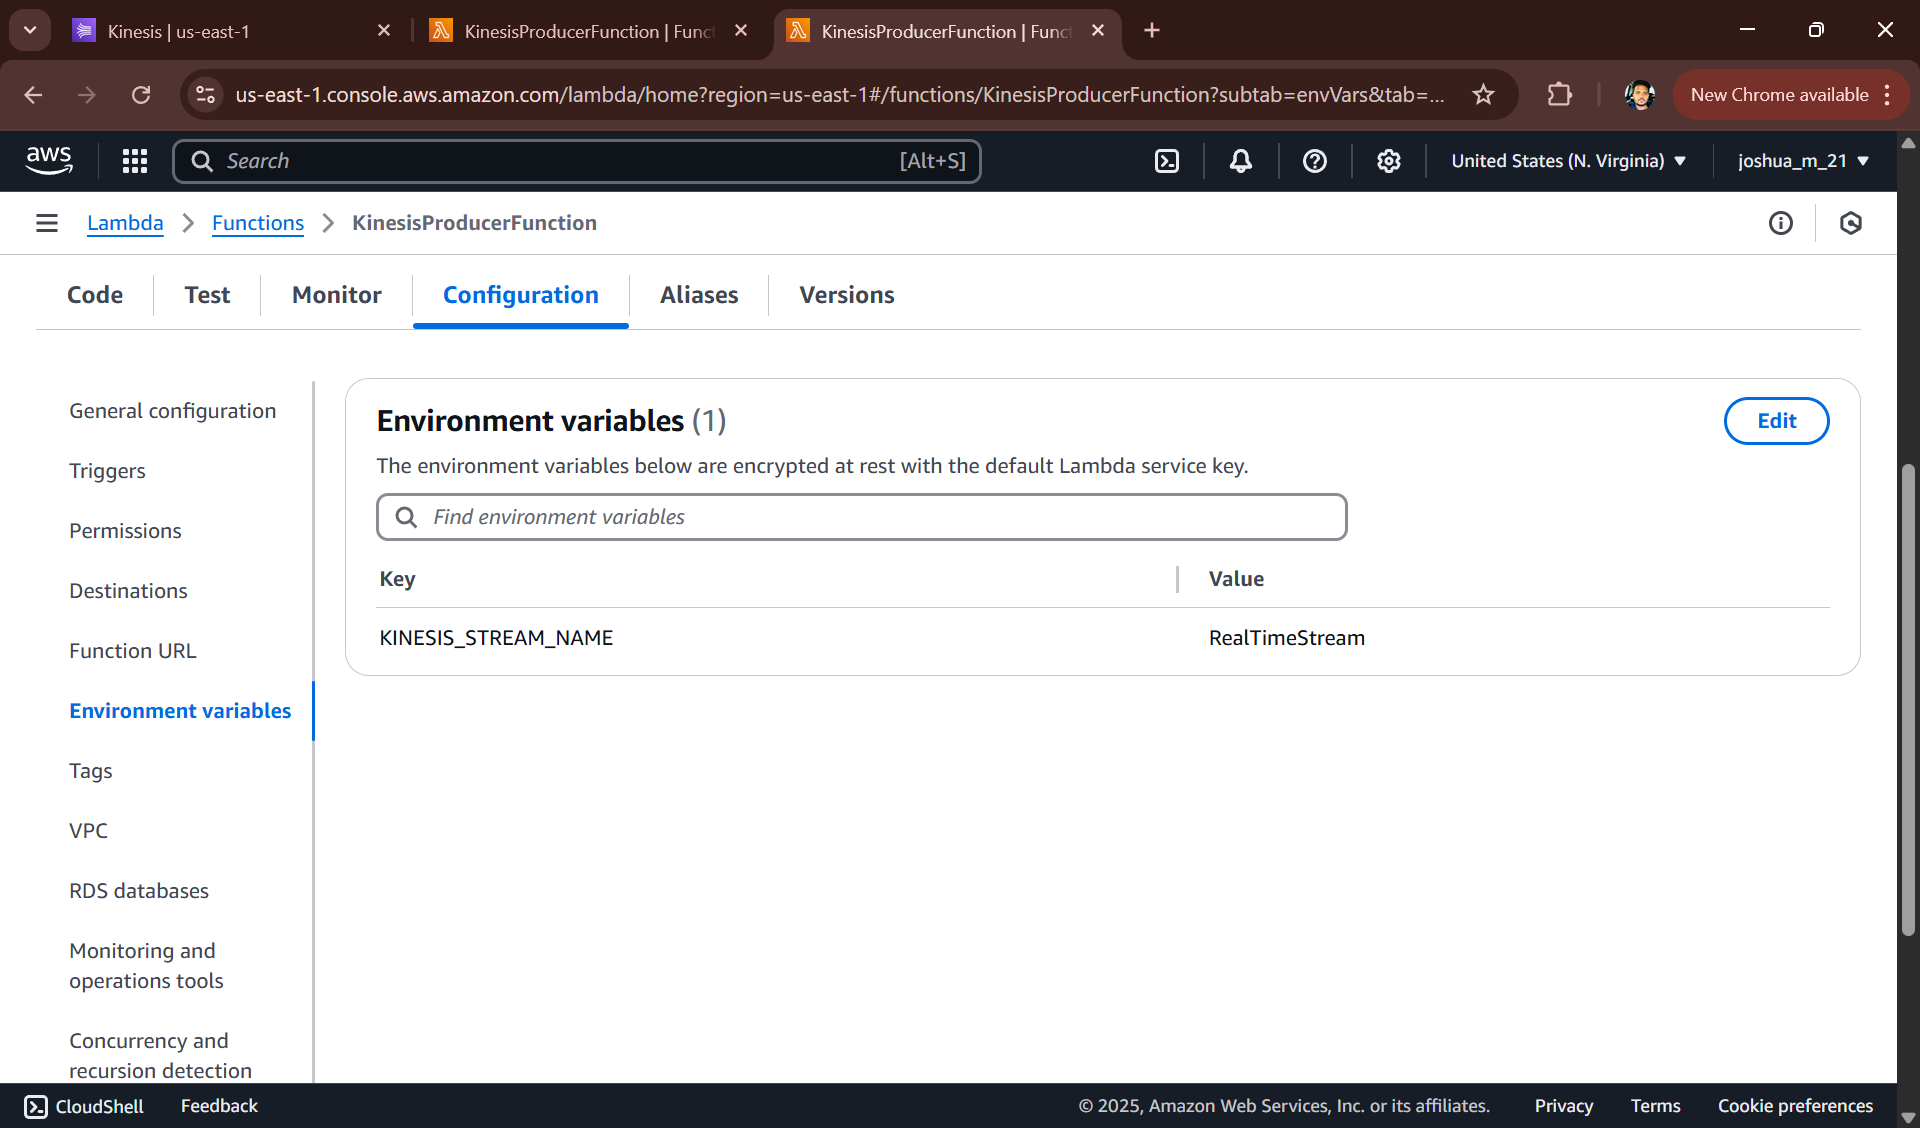 Kinesis | us-east-1
KinesisProducerFunction | Funct
KinesisProducerFunction | Funct
us-east-1.console.aws.amazon.com/lambda/home?region=us-east-1#/functions/KinesisProducerFunction?subtab=envVars&tab=...
New Chrome available
aws
Search
[Alt+S]
United States (N. Virginia)
joshua_m_21
Lambda
Functions
KinesisProducerFunction
Code
Test
Monitor
Configuration
Aliases
Versions
General configuration
Triggers
Permissions
Destinations
Function URL
Environment variables
Tags
VPC
RDS databases
Monitoring and
operations tools
Concurrency and
recursion detection
Environment variables (1)
Edit
The environment variables below are encrypted at rest with the default Lambda service key.
Find environment variables
Key
Value
KINESIS_STREAM_NAME
RealTimeStream
CloudShell
Feedback
© 2025, Amazon Web Services, Inc. or its affiliates.
Privacy
Terms
Cookie preferences